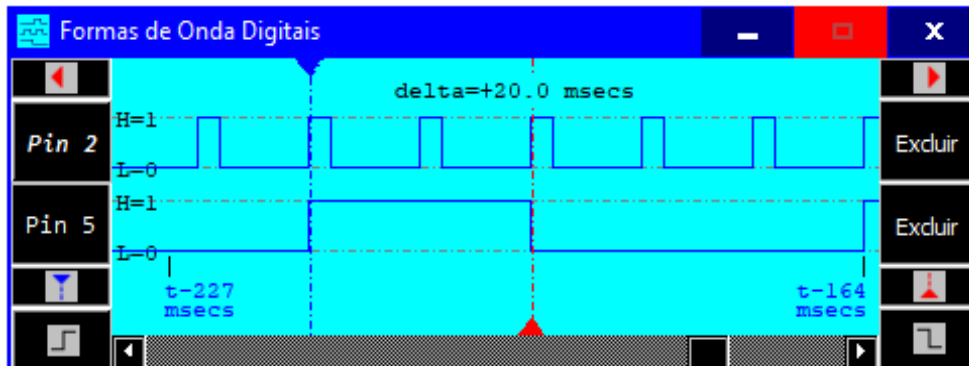 Formas de Onda Digitais
X
delta=+20.0 msecs
Pin 2
H=1
L=0
Excluir
Pin 5
H=1
L=0
Excluir
t-227
msecs
t-164
msecs